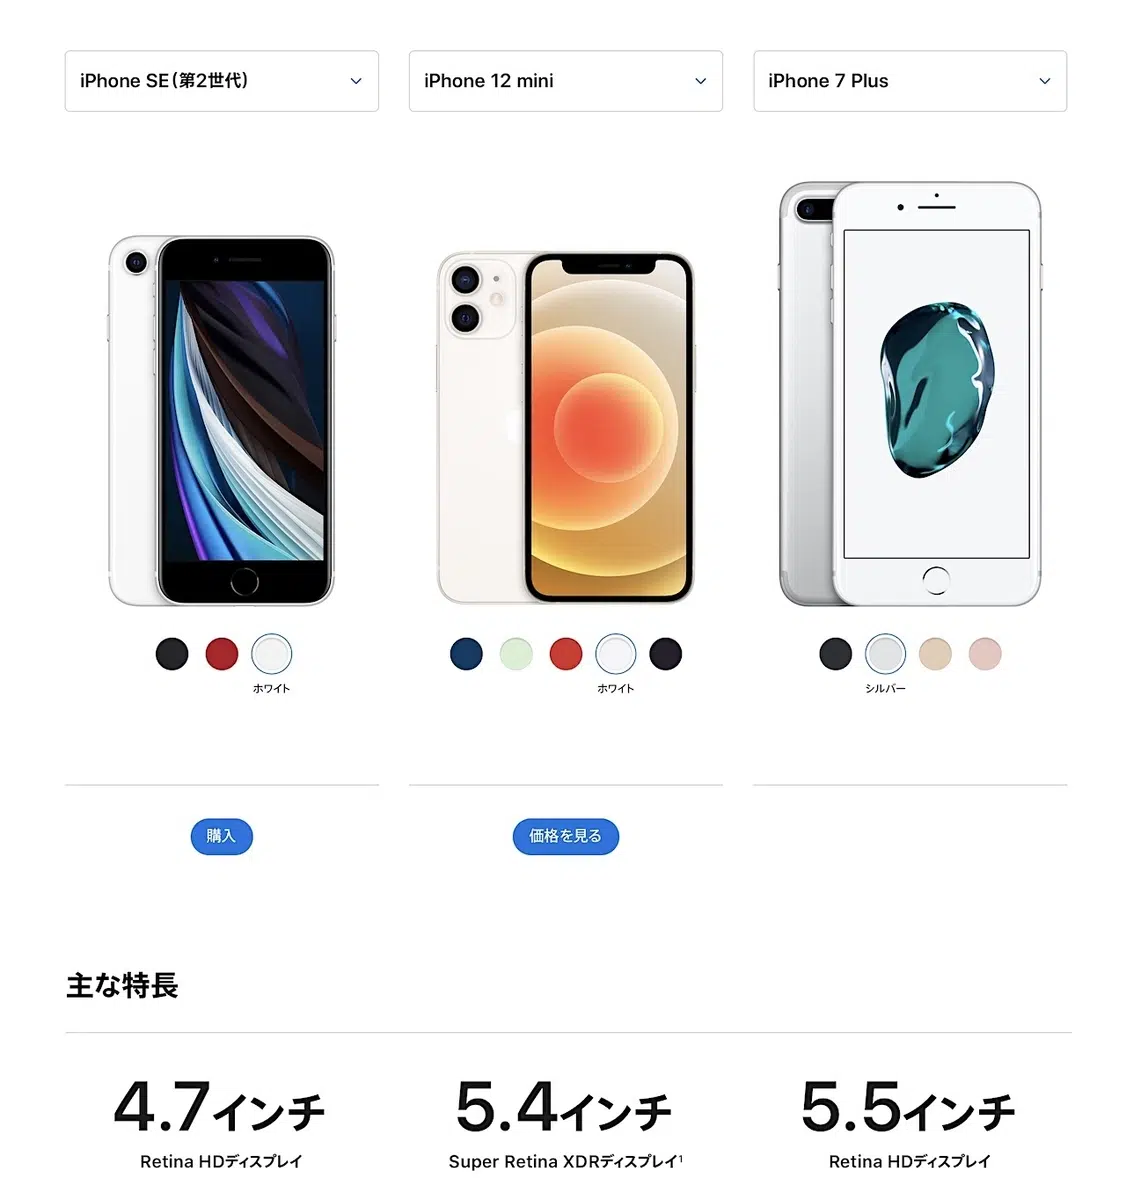 iPhone SE（第2世代）
iPhone 12 mini
iPhone 7 Plus
ホワイト
ホワイト
シルバー
購入
価格を見る
主な特長
4.7インチ
5.4インチ
5.5インチ
Retina HDディスプレイ
Super Retina XDRディスプレイ¹
Retina HDディスプレイ